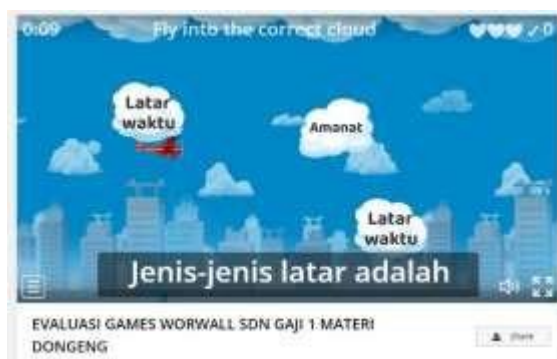 0:09 Fly into the correct cloud ✓0
Latar
waktu
Amanat
Latar
waktu
Jenis-jenis latar adalah
EVALUASI GAMES WORWALL SDN GAJI 1 MATERI
DONGENG
Share